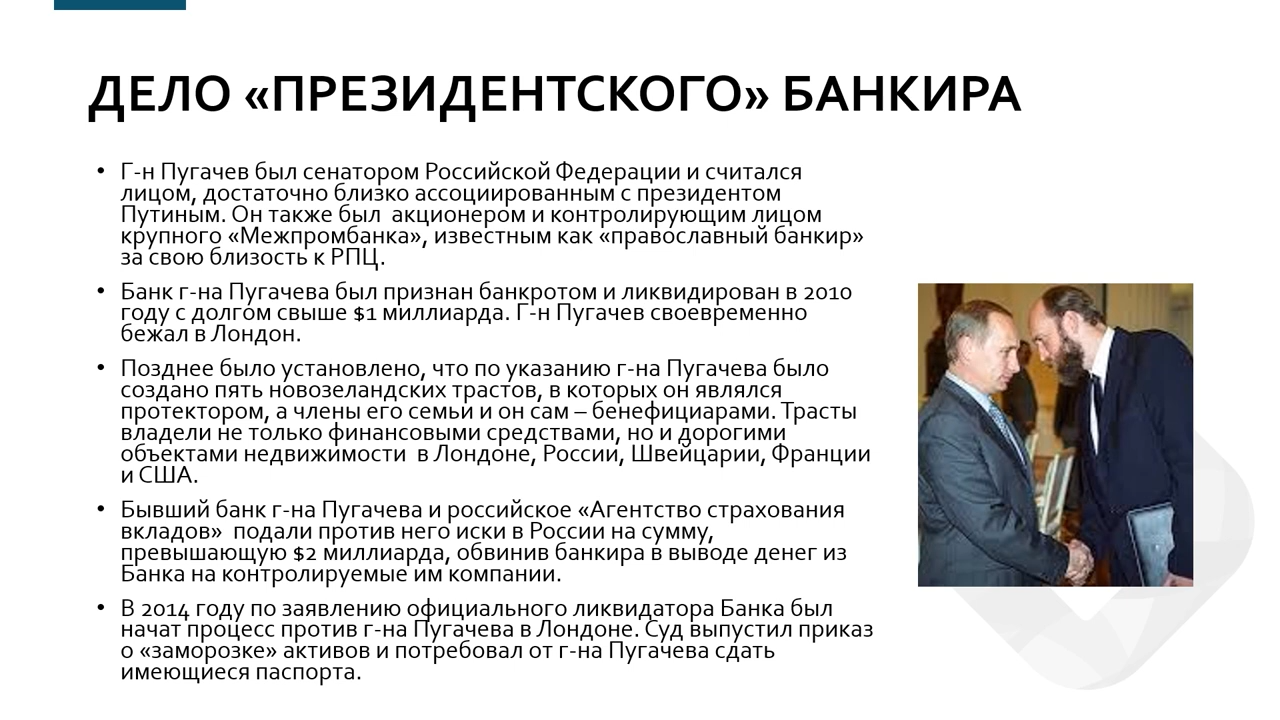 ДЕЛО «ПРЕЗИДЕНТСКОГО» БАНКИРА
• Г-н Пугачев был сенатором Российской Федерации и считался
лицом, достаточно близко ассоциированным с президентом
Путиным. Он также был акционером и контролирующим лицом
крупного «Межпромбанка», известным как «православный банкир»
за свою близость к РПЦ.
• Банк г-на Пугачева был признан банкротом и ликвидирован в 2010
году с долгом свыше $1 миллиарда. Г-н Пугачев своевременно
бежал в Лондон.
• Позднее было установлено, что по указанию г-на Пугачева было
создано пять новозеландских трастов, в которых он являлся
протектором, а члены его семьи и он сам – бенефициарами. Трасты
владели не только финансовыми средствами, но и дорогими
объектами недвижимости в Лондоне, России, Швейцарии, Франции
и США.
• Бывший банк г-на Пугачева и российское «Агентство страхования
вкладов» подали против него иски в России на сумму,
превышающую $2 миллиарда, обвинив банкира в выводе денег из
Банка на контролируемые им компании.
• В 2014 году по заявлению официального ликвидатора Банка был
начат процесс против г-на Пугачева в Лондоне. Суд выпустил приказ
о «заморозке» активов и потребовал от г-на Пугачева сдать
имеющиеся паспорта.